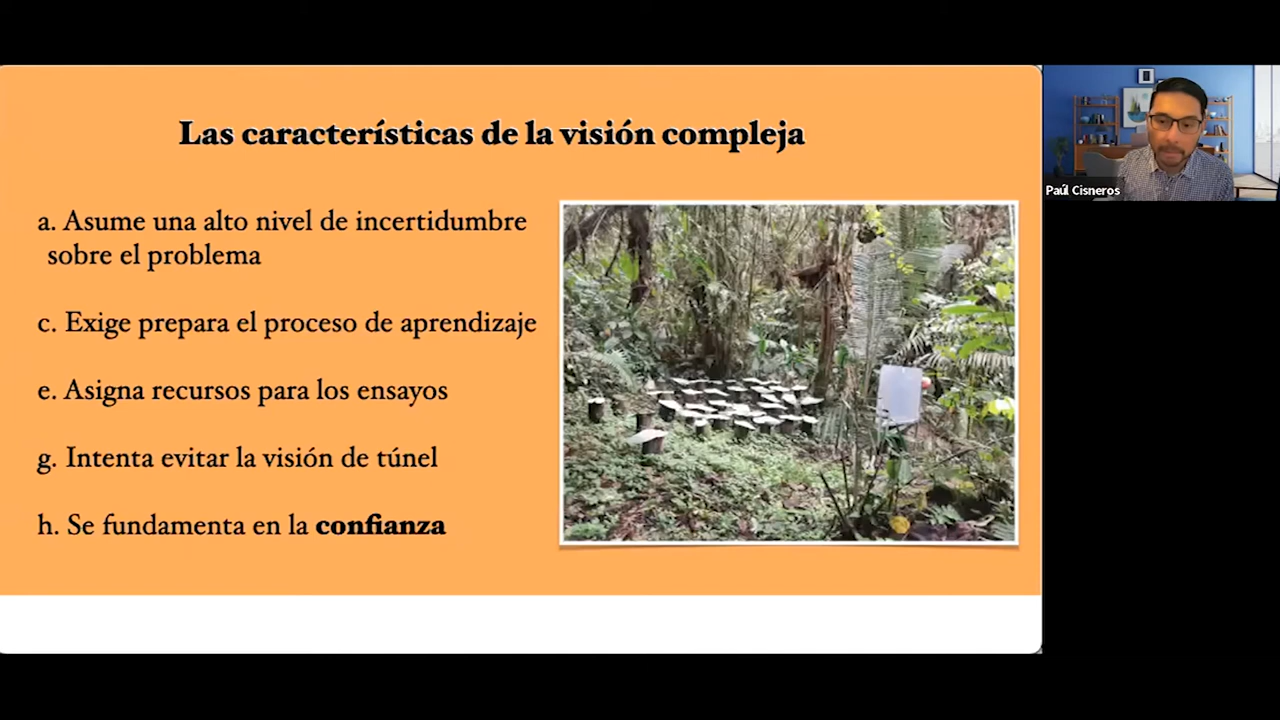 Las características de la visión compleja
a. Asume una alto nivel de incertidumbre
sobre el problema
c. Exige prepara el proceso de aprendizaje
e. Asigna recursos para los ensayos
g. Intenta evitar la visión de túnel
h. Se fundamenta en la confianza
Paúl Cisneros